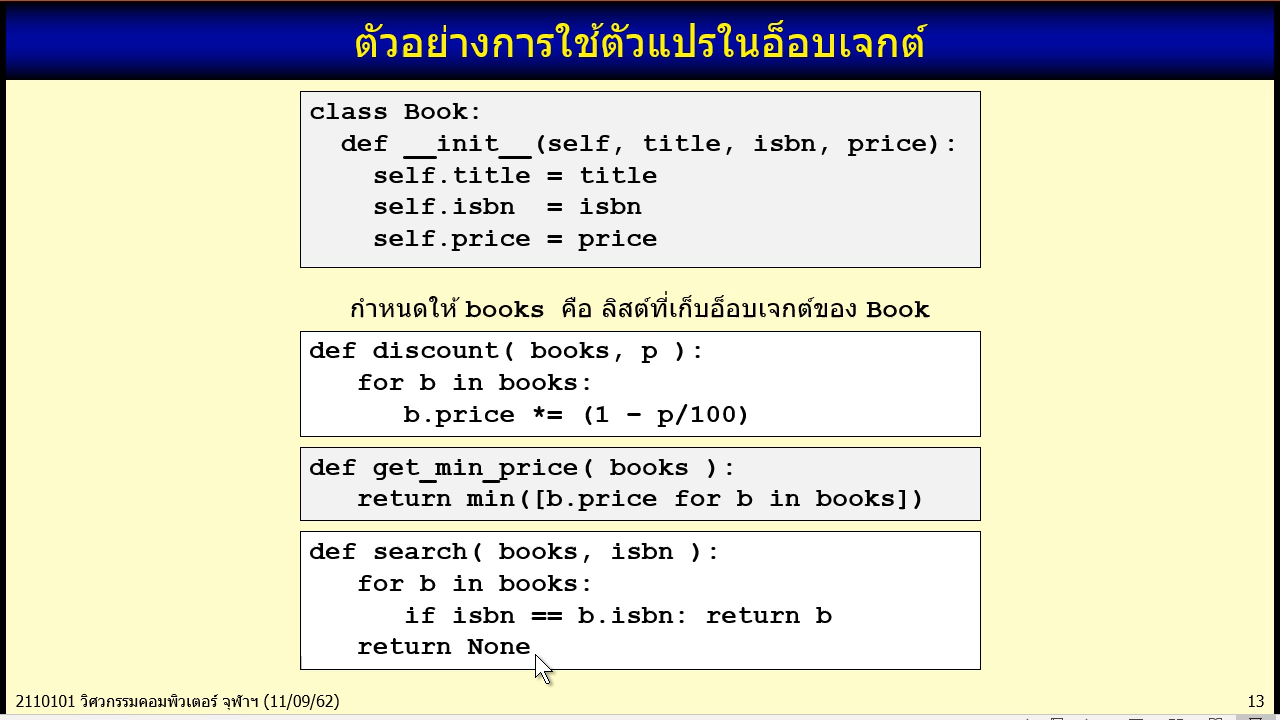 ตัวอย่างการใช้ตัวแปรในอ็อบเจกต์
class Book:
  def __init__(self, title, isbn, price):
    self.title = title
    self.isbn  = isbn
    self.price = price
กำหนดให้ books คือ ลิสต์ที่เก็บอ็อบเจกต์ของ Book
def discount( books, p ):
   for b in books:
      b.price *= (1 – p/100)
def get_min_price( books ):
   return min([b.price for b in books])
def search( books, isbn ):
   for b in books:
      if isbn == b.isbn: return b
   return None
2110101 วิศวกรรมคอมพิวเตอร์ จุฬาฯ (11/09/62)
13